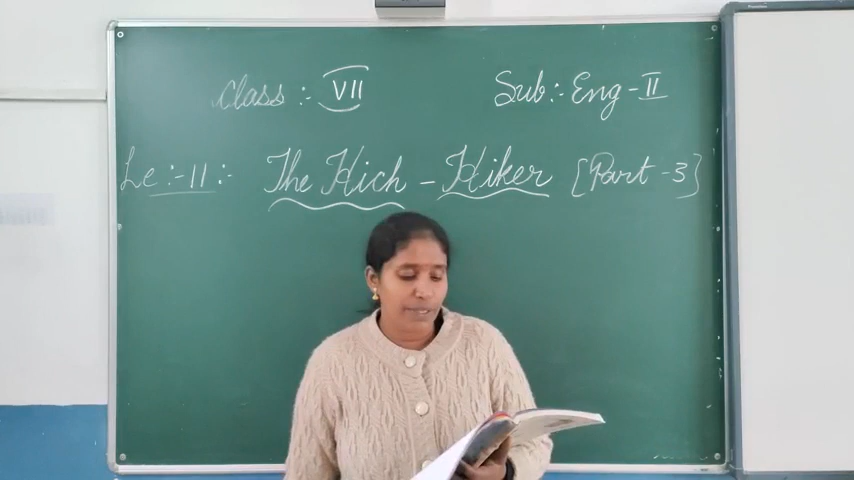 Class :- VII Sub:- Eng - II
Le :- 11 :- The Hich - Hiker [Part - 3]